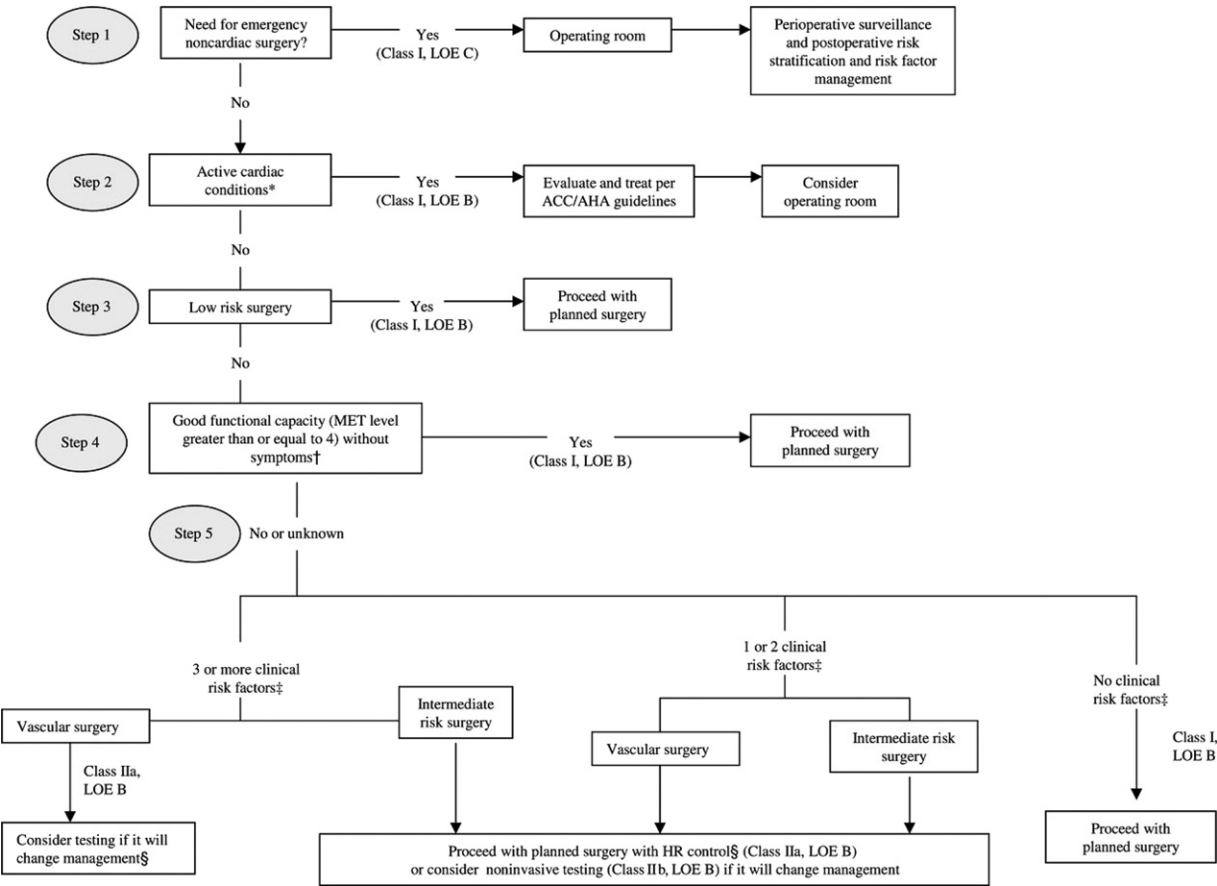 Step 1
Need for emergency
noncardiac surgery?
Yes
(Class I, LOE C)
Operating room
Perioperative surveillance
and postoperative risk
stratification and risk factor
management
No
Step 2
Active cardiac
conditions*
Yes
(Class I, LOE B)
Evaluate and treat per
ACC/AHA guidelines
Consider
operating room
No
Step 3
Low risk surgery
Yes
(Class I, LOE B)
Proceed with
planned surgery
No
Step 4
Good functional capacity (MET level
greater than or equal to 4) without
symptoms†
Yes
(Class I, LOE B)
Proceed with
planned surgery
Step 5
No or unknown
3 or more clinical
risk factors‡
1 or 2 clinical
risk factors‡
No clinical
risk factors‡
Vascular surgery
Intermediate
risk surgery
Vascular surgery
Intermediate risk
surgery
Class I,
LOE B
Class IIa,
LOE B
Consider testing if it will
change management§
Proceed with planned surgery with HR control§ (Class IIa, LOE B)
or consider noninvasive testing (Class IIb, LOE B) if it will change management
Proceed with
planned surgery